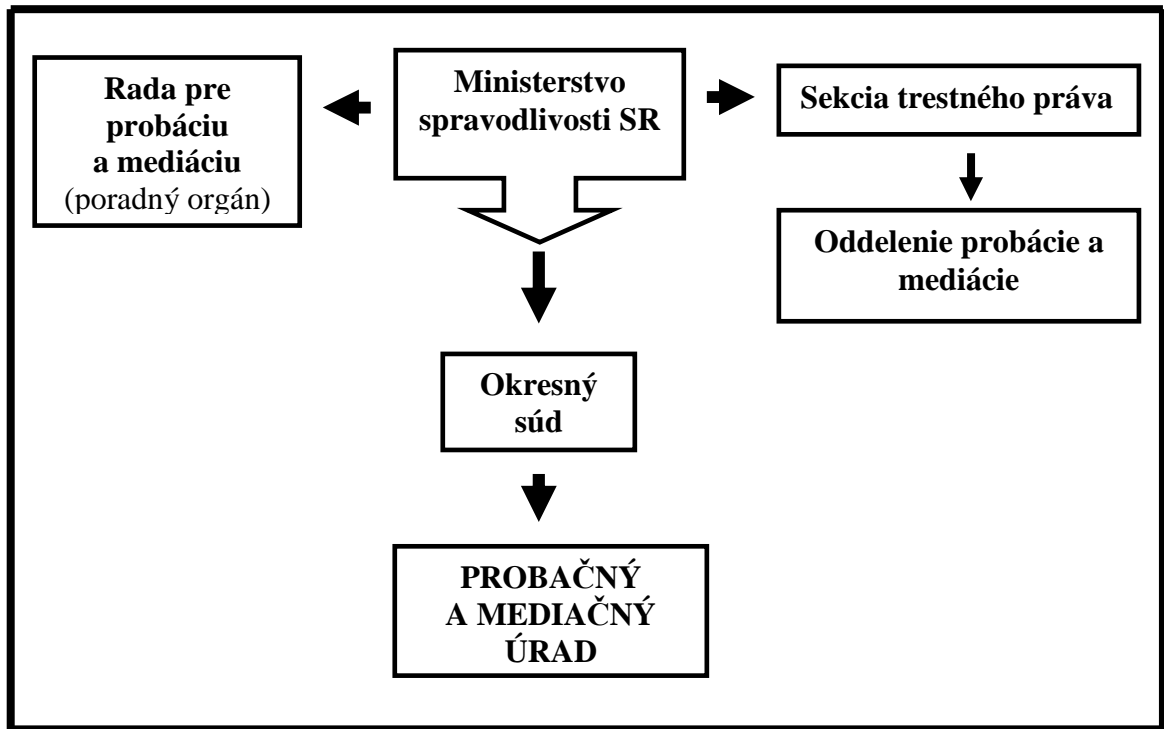 Rada pre
probáciu
a mediáciu
(poradný orgán)
Ministerstvo
spravodlivosti SR
Sekcia trestného práva
Oddelenie probácie a
mediácie
Okresný
súd
PROBAČNÝ
A MEDIAČNÝ
ÚRAD